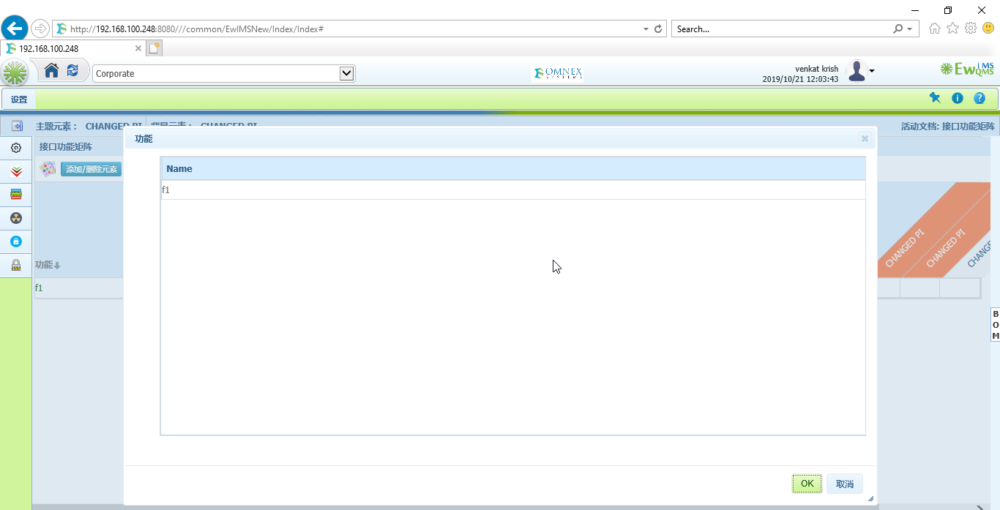 http://192.168.100.248:8080///common/EwIMSNew/Index/Index#
Search...
192.168.100.248
Corporate
OMNEX
SYSTEMS
venkat krish
2019/10/21 12:03:43
EwIMS
QMS
设置
主题元素： CHANGED PI
背景元素： CHANGED PI
活动文档: 接口功能矩阵
接口功能矩阵
添加/删除元素
功能
Name
f1
CHANGED PI
CHANGED PI
CHANGE
功能
f1
B
O
M
OK
取消